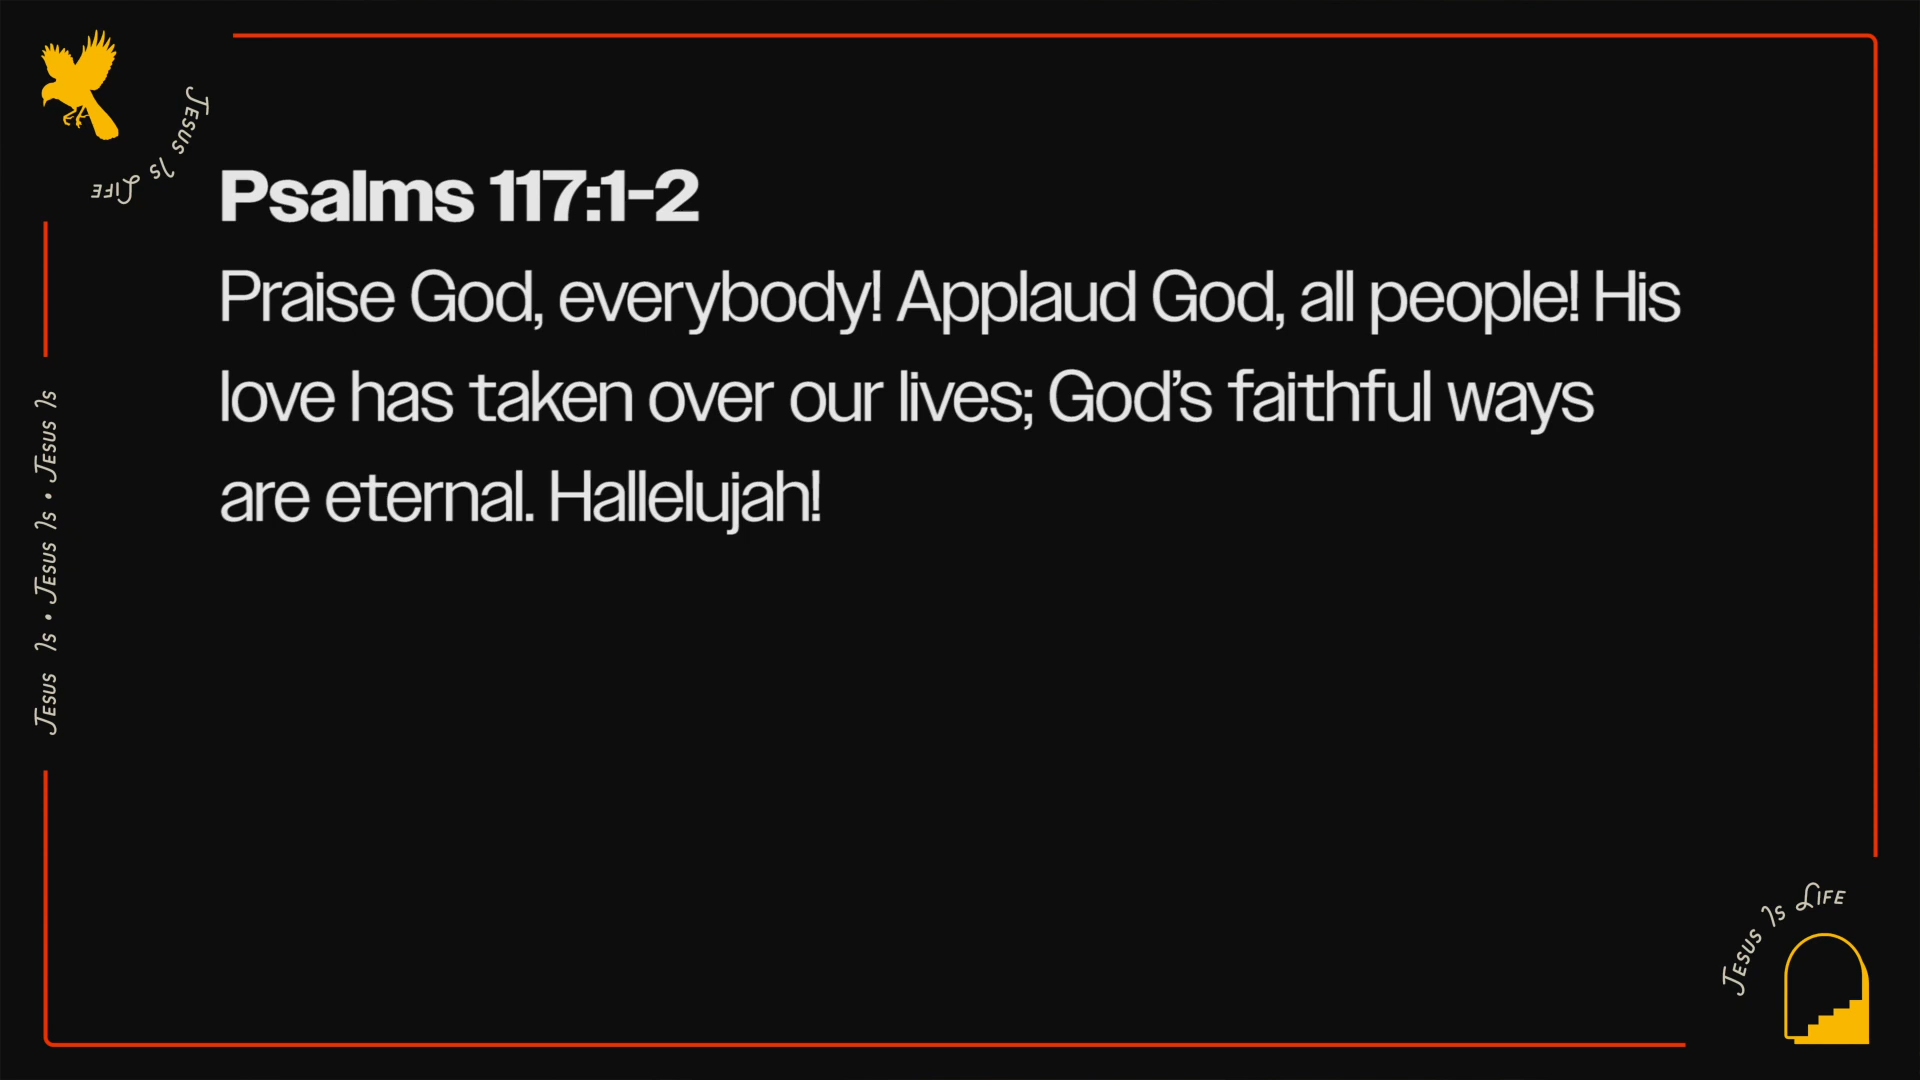 Jesus Is Life
Psalms 117:1-2
Praise God, everybody! Applaud God, all people! His
love has taken over our lives; God’s faithful ways
are eternal. Hallelujah!
Jesus Is • Jesus Is • Jesus Is
Jesus Is Life